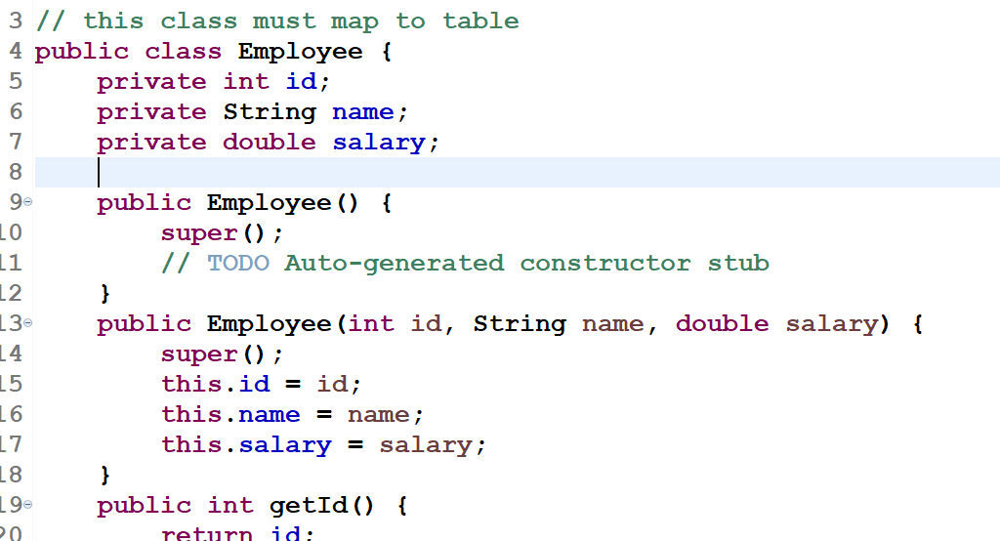 3 // this class must map to table
4 public class Employee {
5 private int id;
6 private String name;
7 private double salary;
8
9 public Employee() {
10 super();
11 // TODO Auto-generated constructor stub
12 }
13 public Employee(int id, String name, double salary) {
14 super();
15 this.id = id;
16 this.name = name;
17 this.salary = salary;
18 }
19 public int getId() {
20 return id;